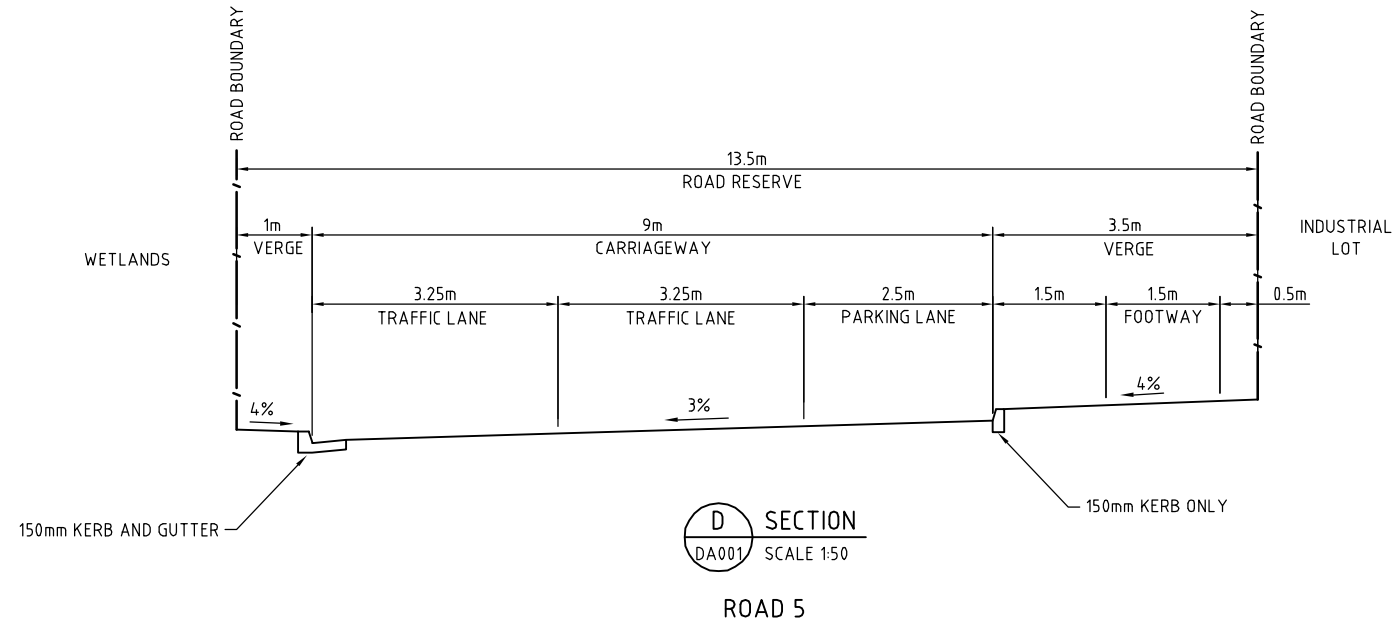 ROAD BOUNDARY
ROAD BOUNDARY
13.5m
ROAD RESERVE
1m
VERGE
9m
CARRIAGEWAY
3.5m
VERGE
WETLANDS
INDUSTRIAL
LOT
3.25m
TRAFFIC LANE
3.25m
TRAFFIC LANE
2.5m
PARKING LANE
1.5m
1.5m
FOOTWAY
0.5m
4%
3%
4%
150mm KERB AND GUTTER
150mm KERB ONLY
D
DA001
SECTION
SCALE 1:50
ROAD 5